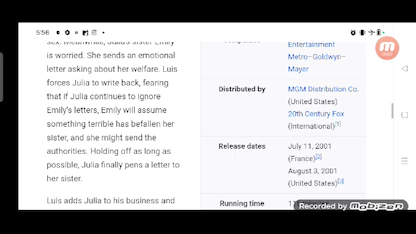 5:56
sex. Meanwhile, Julia's sister Emily
is worried. She sends an emotional
letter asking about her welfare. Luis
forces Julia to write back, fearing
that if Julia continues to ignore
Emily's letters, Emily will assume
something terrible has befallen her
sister, and she might send the
authorities. Holding off as long as
possible, Julia finally pens a letter to
her sister.
Luis adds Julia to his business and
Entertainment
Metro-Goldwyn-
Mayer
Distributed by
MGM Distribution Co.
(United States)
20th Century Fox
(International)[1]
Release dates
July 11, 2001
(France)[2]
August 3, 2001
(United States)[3]
Running time
Recorded by Mobizen